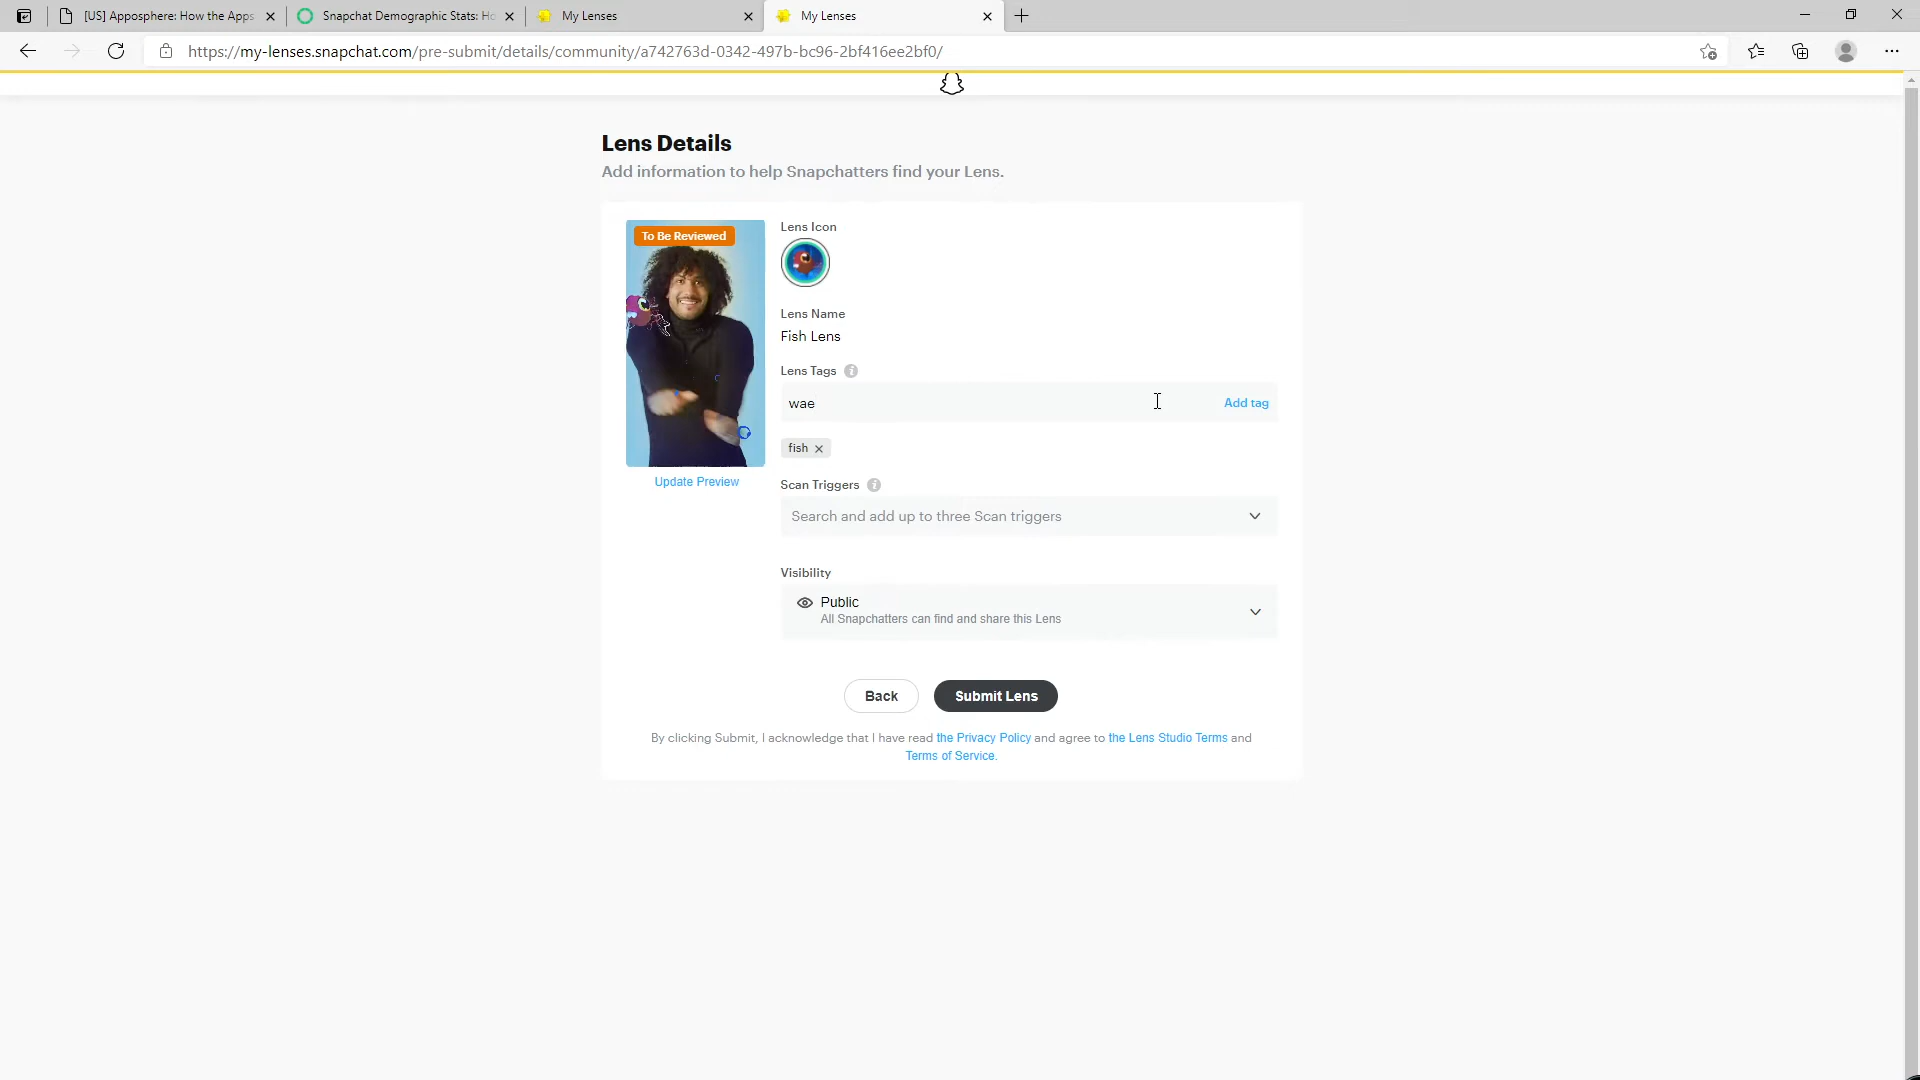 [US] Apposphere: How the Apps
Snapchat Demographic Stats: Ho
My Lenses
My Lenses
https://my-lenses.snapchat.com/pre-submit/details/community/a742763d-0342-497b-bc96-2bf416ee2bf0/
Lens Details
Add information to help Snapchatters find your Lens.
To Be Reviewed
Update Preview
Lens Icon
Lens Name
Fish Lens
Lens Tags
wae
Add tag
fish
Scan Triggers
Search and add up to three Scan triggers
Visibility
Public
All Snapchatters can find and share this Lens
Back
Submit Lens
By clicking Submit, I acknowledge that I have read the Privacy Policy and agree to the Lens Studio Terms and
Terms of Service.